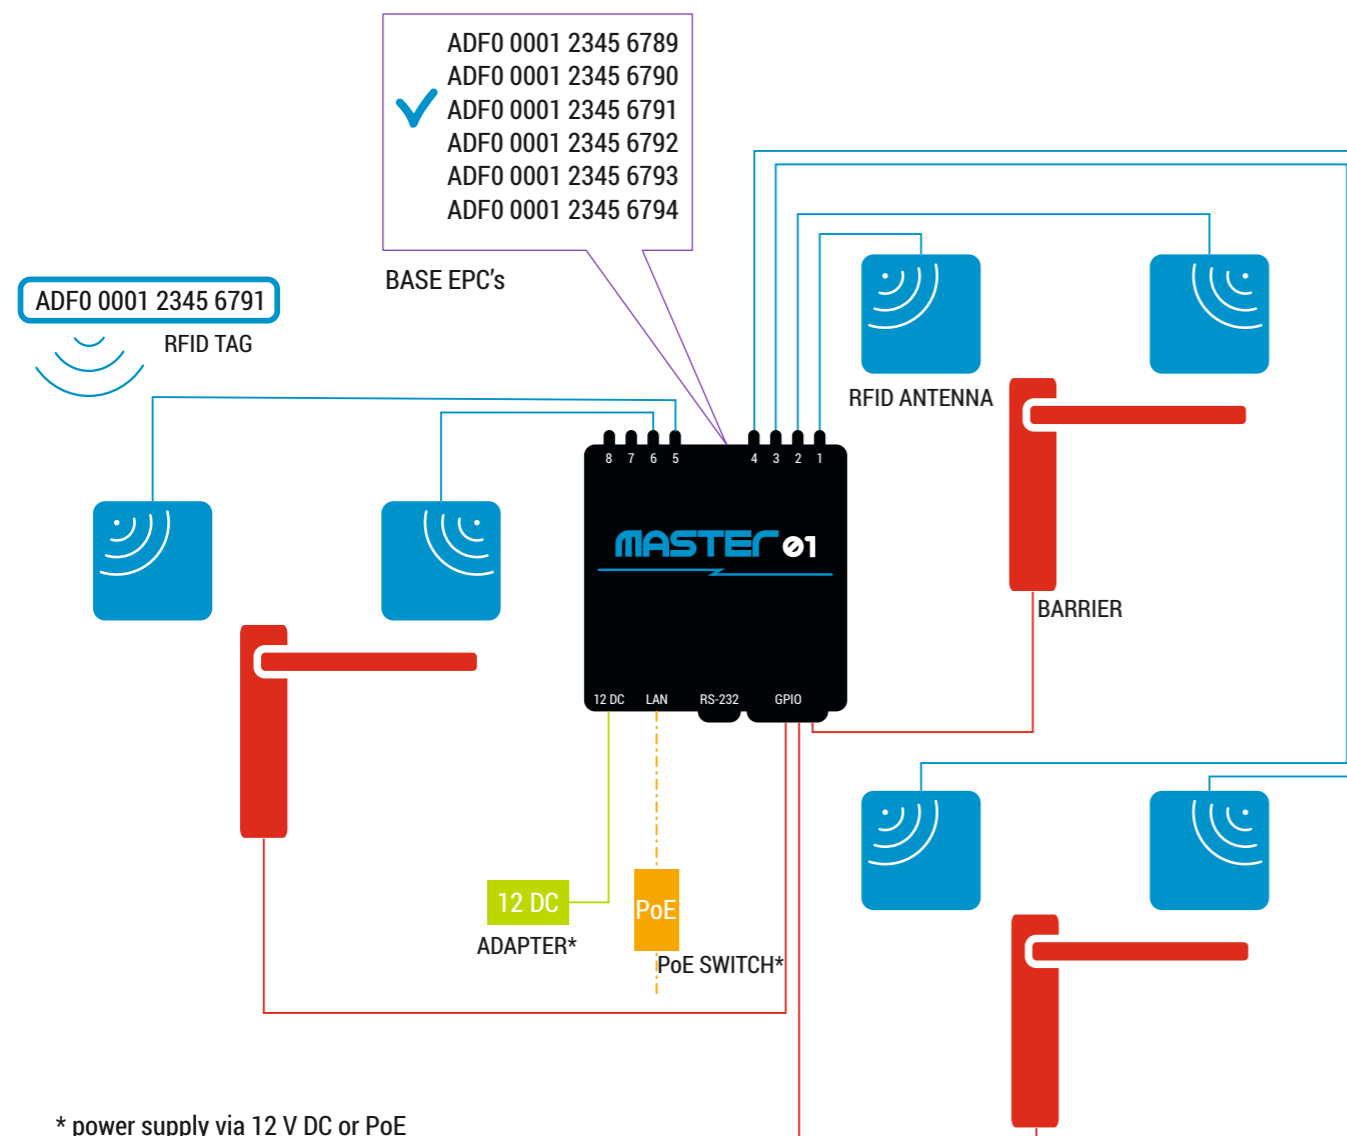 ADF0 0001 2345 6789
ADF0 0001 2345 6790
ADF0 0001 2345 6791
ADF0 0001 2345 6792
ADF0 0001 2345 6793
ADF0 0001 2345 6794
BASE EPC's
ADF0 0001 2345 6791
RFID TAG
RFID ANTENNA
8 7 6 5 4 3 2 1
MASTER 01
BARRIER
12 DC LAN RS-232 GPIO
12 DC
ADAPTER*
PoE
PoE SWITCH*
* power supply via 12 V DC or PoE